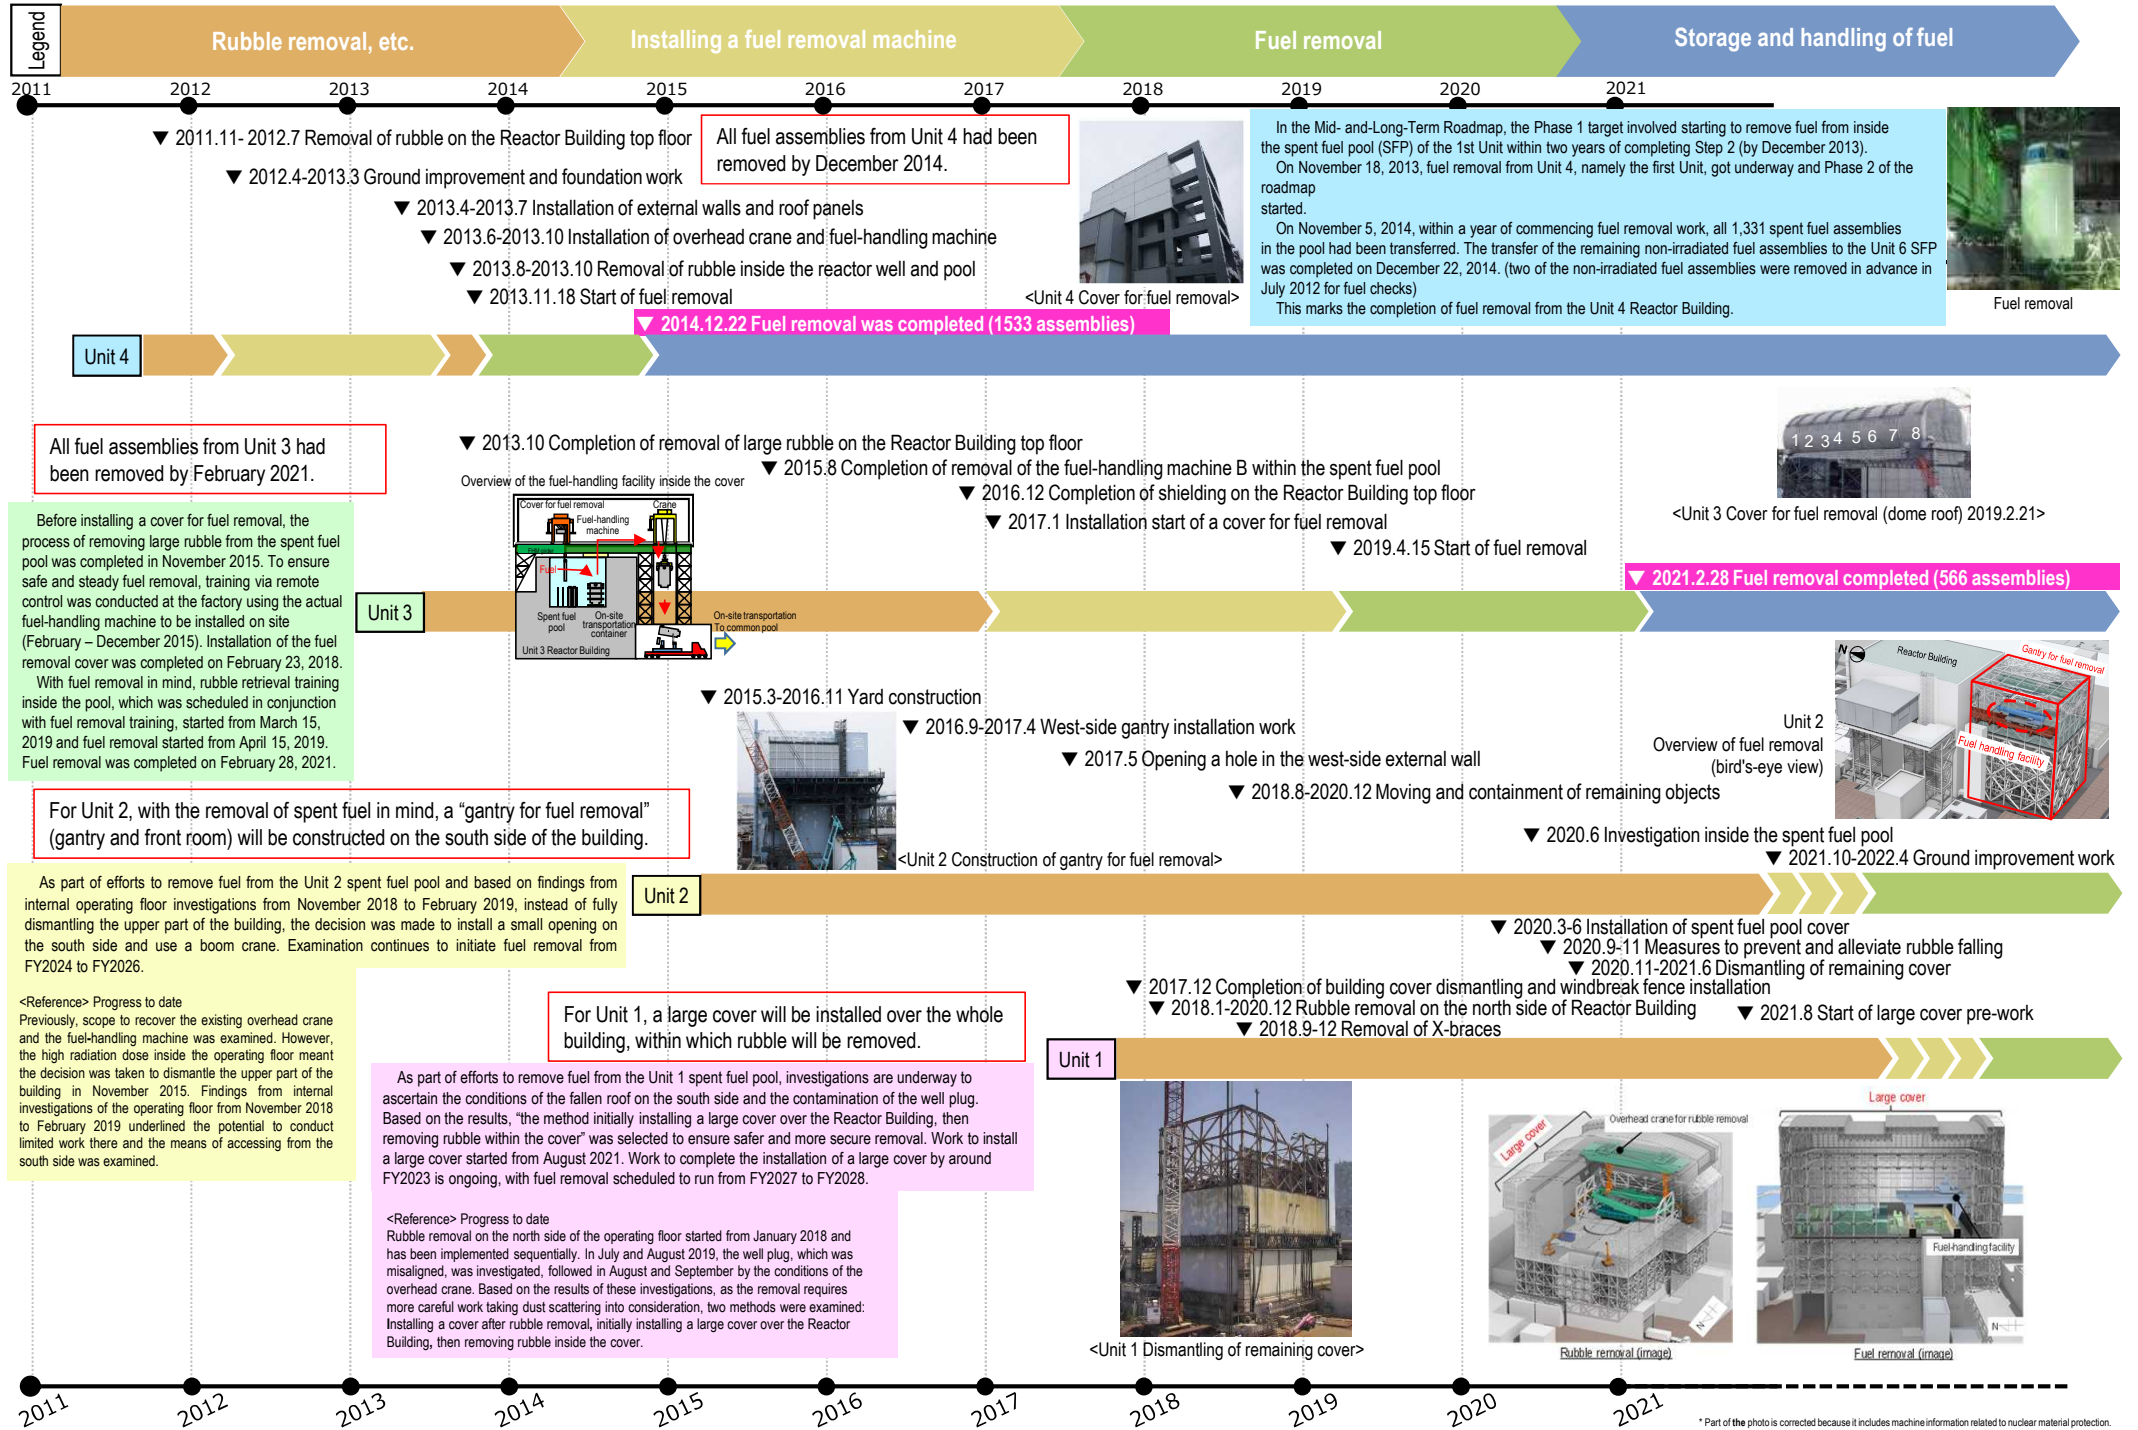 Legend
Rubble removal, etc.
Installing a fuel removal machine
Fuel removal
Storage and handling of fuel
2011
2012
2013
2014
2015
2016
2017
2018
2019
2020
2021
▼ 2011.11- 2012.7 Removal of rubble on the Reactor Building top floor
▼ 2012.4-2013.3 Ground improvement and foundation work
▼ 2013.4-2013.7 Installation of external walls and roof panels
▼ 2013.6-2013.10 Installation of overhead crane and fuel-handling machine
▼ 2013.8-2013.10 Removal of rubble inside the reactor well and pool
▼ 2013.11.18 Start of fuel removal
All fuel assemblies from Unit 4 had been
removed by December 2014.
<Unit 4 Cover for fuel removal>
In the Mid- and-Long-Term Roadmap, the Phase 1 target involved starting to remove fuel from inside
the spent fuel pool (SFP) of the 1st Unit within two years of completing Step 2 (by December 2013).
On November 18, 2013, fuel removal from Unit 4, namely the first Unit, got underway and Phase 2 of the
roadmap
started.
On November 5, 2014, within a year of commencing fuel removal work, all 1,331 spent fuel assemblies
in the pool had been transferred. The transfer of the remaining non-irradiated fuel assemblies to the Unit 6 SFP
was completed on December 22, 2014. (two of the non-irradiated fuel assemblies were removed in advance in
July 2012 for fuel checks)
This marks the completion of fuel removal from the Unit 4 Reactor Building.
Fuel removal
▼ 2014.12.22 Fuel removal was completed (1533 assemblies)
Unit 4
All fuel assemblies from Unit 3 had
been removed by February 2021.
▼ 2013.10 Completion of removal of large rubble on the Reactor Building top floor
▼ 2015.8 Completion of removal of the fuel-handling machine B within the spent fuel pool
▼ 2016.12 Completion of shielding on the Reactor Building top floor
▼ 2017.1 Installation start of a cover for fuel removal
▼ 2019.4.15 Start of fuel removal
1 2 3 4 5 6 7 8
<Unit 3 Cover for fuel removal (dome roof) 2019.2.21>
▼ 2021.2.28 Fuel removal completed (566 assemblies)
Overview of the fuel-handling facility inside the cover
Cover for fuel removal
Crane
Fuel-handling
machine
FHM girder
Fuel
Spent fuel
pool
On-site
transportation
container
Unit 3 Reactor Building
On-site transportation
To common pool
Unit 3
Before installing a cover for fuel removal, the
process of removing large rubble from the spent fuel
pool was completed in November 2015. To ensure
safe and steady fuel removal, training via remote
control was conducted at the factory using the actual
fuel-handling machine to be installed on site
(February – December 2015). Installation of the fuel
removal cover was completed on February 23, 2018.
With fuel removal in mind, rubble retrieval training
inside the pool, which was scheduled in conjunction
with fuel removal training, started from March 15,
2019 and fuel removal started from April 15, 2019.
Fuel removal was completed on February 28, 2021.
▼ 2015.3-2016.11 Yard construction
▼ 2016.9-2017.4 West-side gantry installation work
▼ 2017.5 Opening a hole in the west-side external wall
▼ 2018.8-2020.12 Moving and containment of remaining objects
▼ 2020.6 Investigation inside the spent fuel pool
▼ 2021.10-2022.4 Ground improvement work
<Unit 2 Construction of gantry for fuel removal>
Unit 2
Overview of fuel removal
(bird's-eye view)
N
Reactor Building
Gantry for fuel removal
Fuel handling facility
For Unit 2, with the removal of spent fuel in mind, a “gantry for fuel removal”
(gantry and front room) will be constructed on the south side of the building.
Unit 2
As part of efforts to remove fuel from the Unit 2 spent fuel pool and based on findings from
internal operating floor investigations from November 2018 to February 2019, instead of fully
dismantling the upper part of the building, the decision was made to install a small opening on
the south side and use a boom crane. Examination continues to initiate fuel removal from
FY2024 to FY2026.
<Reference> Progress to date
Previously, scope to recover the existing overhead crane
and the fuel-handling machine was examined. However,
the high radiation dose inside the operating floor meant
the decision was taken to dismantle the upper part of the
building in November 2015. Findings from internal
investigations of the operating floor from November 2018
to February 2019 underlined the potential to conduct
limited work there and the means of accessing from the
south side was examined.
▼ 2020.3-6 Installation of spent fuel pool cover
▼ 2020.9-11 Measures to prevent and alleviate rubble falling
▼ 2020.11-2021.6 Dismantling of remaining cover
▼ 2017.12 Completion of building cover dismantling and windbreak fence installation
▼ 2018.1-2020.12 Rubble removal on the north side of Reactor Building
▼ 2021.8 Start of large cover pre-work
▼ 2018.9-12 Removal of X-braces
For Unit 1, a large cover will be installed over the whole
building, within which rubble will be removed.
Unit 1
As part of efforts to remove fuel from the Unit 1 spent fuel pool, investigations are underway to
ascertain the conditions of the fallen roof on the south side and the contamination of the well plug.
Based on the results, “the method initially installing a large cover over the Reactor Building, then
removing rubble within the cover” was selected to ensure safer and more secure removal. Work to install
a large cover started from August 2021. Work to complete the installation of a large cover by around
FY2023 is ongoing, with fuel removal scheduled to run from FY2027 to FY2028.
<Reference> Progress to date
Rubble removal on the north side of the operating floor started from January 2018 and
has been implemented sequentially. In July and August 2019, the well plug, which was
misaligned, was investigated, followed in August and September by the conditions of the
overhead crane. Based on the results of these investigations, as the removal requires
more careful work taking dust scattering into consideration, two methods were examined:
Installing a cover after rubble removal, initially installing a large cover over the Reactor
Building, then removing rubble inside the cover.
<Unit 1 Dismantling of remaining cover>
Large cover
Overhead crane for rubble removal
N
Rubble removal (image)
Large cover
Fuel-handling facility
N
Fuel removal (image)
2011
2012
2013
2014
2015
2016
2017
2018
2019
2020
2021
* Part of the photo is corrected because it includes machine information related to nuclear material protection.